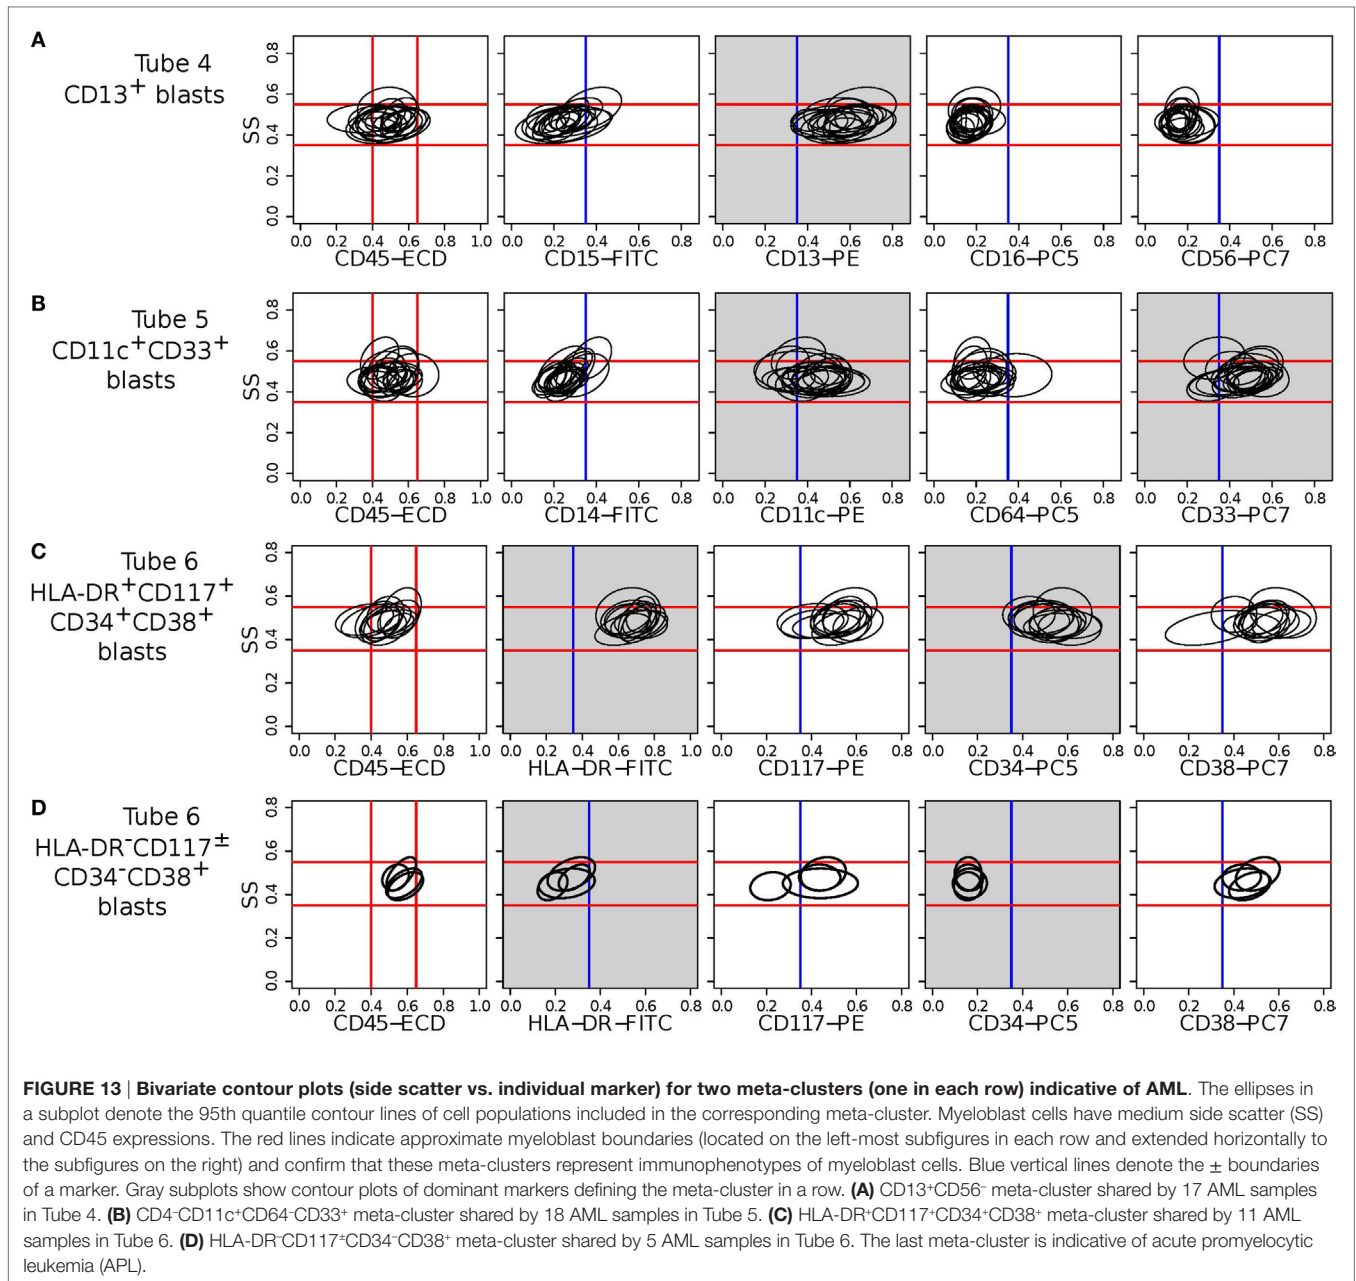 A
Tube 4
CD13+ blasts
SS
0.0 0.2 0.4 0.6 0.8
0.0 0.2 0.4 0.6 0.8 1.0
0.0 0.2 0.4 0.6 0.8
0.0 0.2 0.4 0.6 0.8
0.0 0.2 0.4 0.6 0.8
0.0 0.2 0.4 0.6 0.8
CD45–ECD
CD15–FITC
CD13–PE
CD16–PC5
CD56–PC7
B
Tube 5
CD11c+CD33+
blasts
SS
0.0 0.2 0.4 0.6 0.8
0.0 0.2 0.4 0.6 0.8 1.0
0.0 0.2 0.4 0.6 0.8
0.0 0.2 0.4 0.6 0.8
0.0 0.2 0.4 0.6 0.8
0.0 0.2 0.4 0.6 0.8
CD45–ECD
CD14–FITC
CD11c–PE
CD64–PC5
CD33–PC7
C
Tube 6
HLA-DR+CD117+
CD34+CD38+
blasts
SS
0.0 0.2 0.4 0.6 0.8
0.0 0.2 0.4 0.6 0.8 1.0
0.0 0.2 0.4 0.6 0.8 1.0
0.0 0.2 0.4 0.6 0.8
0.0 0.2 0.4 0.6 0.8
0.0 0.2 0.4 0.6 0.8
CD45–ECD
HLA–DR–FITC
CD117–PE
CD34–PC5
CD38–PC7
D
Tube 6
HLA-DR-CD117±
CD34-CD38+
blasts
SS
0.0 0.2 0.4 0.6 0.8
0.0 0.2 0.4 0.6 0.8 1.0
0.0 0.2 0.4 0.6 0.8
0.0 0.2 0.4 0.6 0.8
0.0 0.2 0.4 0.6 0.8
0.0 0.2 0.4 0.6 0.8
CD45–ECD
HLA–DR–FITC
CD117–PE
CD34–PC5
CD38–PC7
FIGURE 13 | Bivariate contour plots (side scatter vs. individual marker) for two meta-clusters (one in each row) indicative of AML. The ellipses in
a subplot denote the 95th quantile contour lines of cell populations included in the corresponding meta-cluster. Myeloblast cells have medium side scatter (SS)
and CD45 expressions. The red lines indicate approximate myeloblast boundaries (located on the left-most subfigures in each row and extended horizontally to
the subfigures on the right) and confirm that these meta-clusters represent immunophenotypes of myeloblast cells. Blue vertical lines denote the ± boundaries
of a marker. Gray subplots show contour plots of dominant markers defining the meta-cluster in a row. (A) CD13+CD56− meta-cluster shared by 17 AML samples
in Tube 4. (B) CD4−CD11c+CD64−CD33+ meta-cluster shared by 18 AML samples in Tube 5. (C) HLA-DR+CD117+CD34+CD38+ meta-cluster shared by 11 AML
samples in Tube 6. (D) HLA-DR−CD117±CD34−CD38+ meta-cluster shared by 5 AML samples in Tube 6. The last meta-cluster is indicative of acute promyelocytic
leukemia (APL).